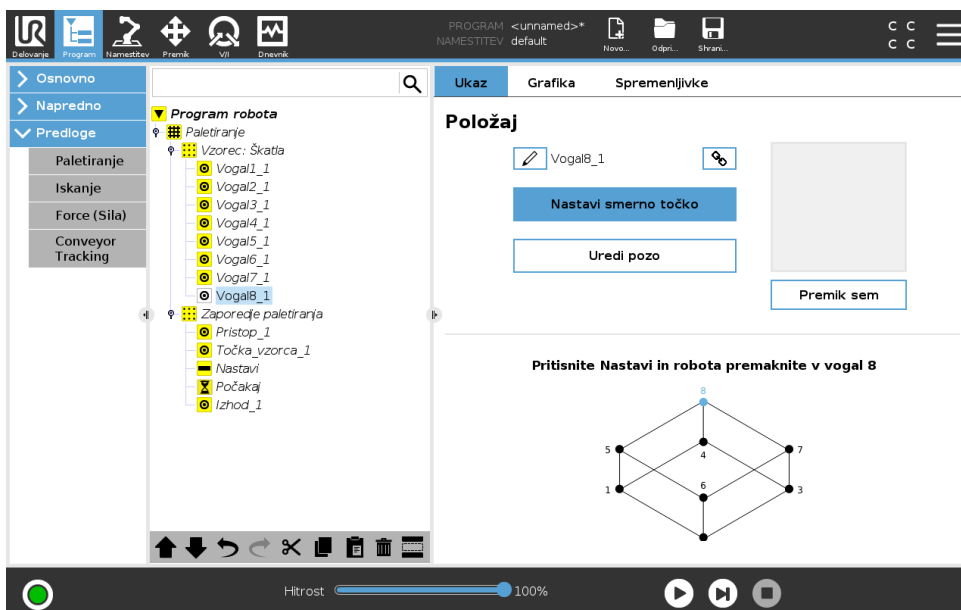 UR
PROGRAM <unnamed>*
NAMESTITEV default
Delovanje
Program
Namestitev
Premik
V/I
Dnevnik
Novo...
Odpri...
Shrani...
C C
C C
Osnovno
Napredno
Predloge
Paletiranje
Iskanje
Force (Sila)
Conveyor
Tracking
Program robota
Paletiranje
Vzorec: Škatla
Vogal1_1
Vogal2_1
Vogal3_1
Vogal4_1
Vogal5_1
Vogal6_1
Vogal7_1
Vogal8_1
Zaporedje paletiranja
Pristop_1
Točka_vzorca_1
Nastavi
Počakaj
Izhod_1
Ukaz
Grafika
Spremenljivke
Položaj
Vogal8_1
Nastavi smerno točko
Uredi pozo
Premik sem
Pritisnite Nastavi in robota premaknite v vogal 8
8
5
4
7
1
6
3
Hitrost
100%